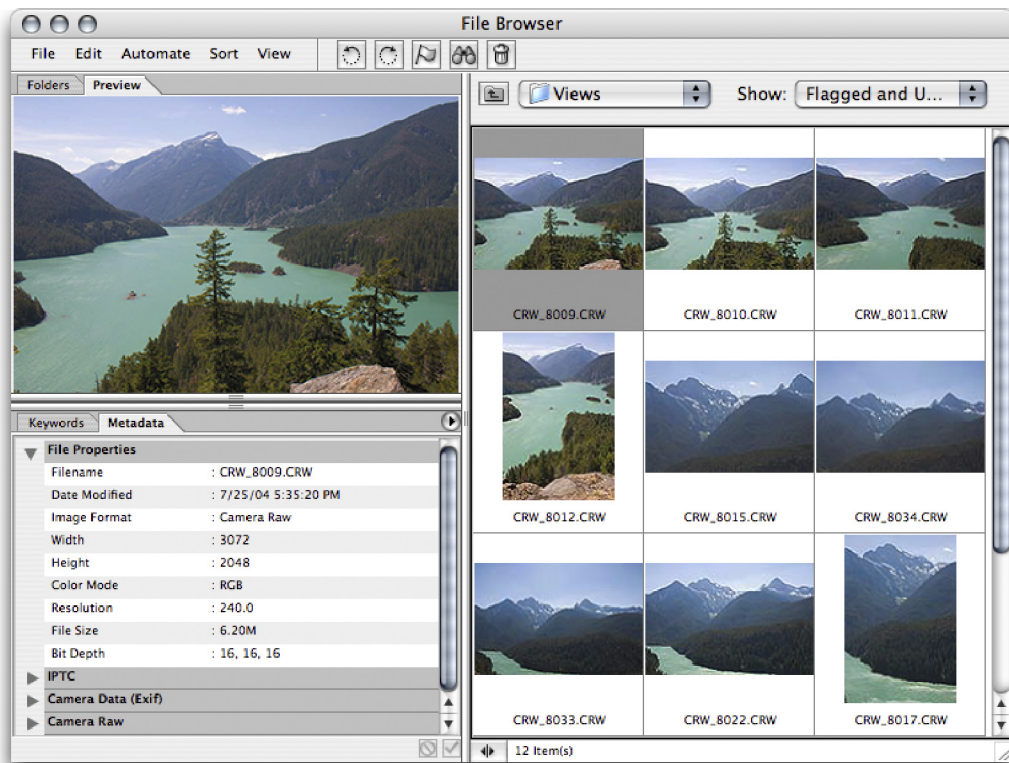 File Browser
File Edit Automate Sort View
Folders Preview
Views Show: Flagged and U...
CRW_8009.CRW CRW_8010.CRW CRW_8011.CRW
CRW_8012.CRW CRW_8015.CRW CRW_8034.CRW
CRW_8033.CRW CRW_8022.CRW CRW_8017.CRW
Keywords Metadata
File Properties
Filename : CRW_8009.CRW
Date Modified : 7/25/04 5:35:20 PM
Image Format : Camera Raw
Width : 3072
Height : 2048
Color Mode : RGB
Resolution : 240.0
File Size : 6.20M
Bit Depth : 16, 16, 16
IPTC
Camera Data (Exif)
Camera Raw
12 Item(s)